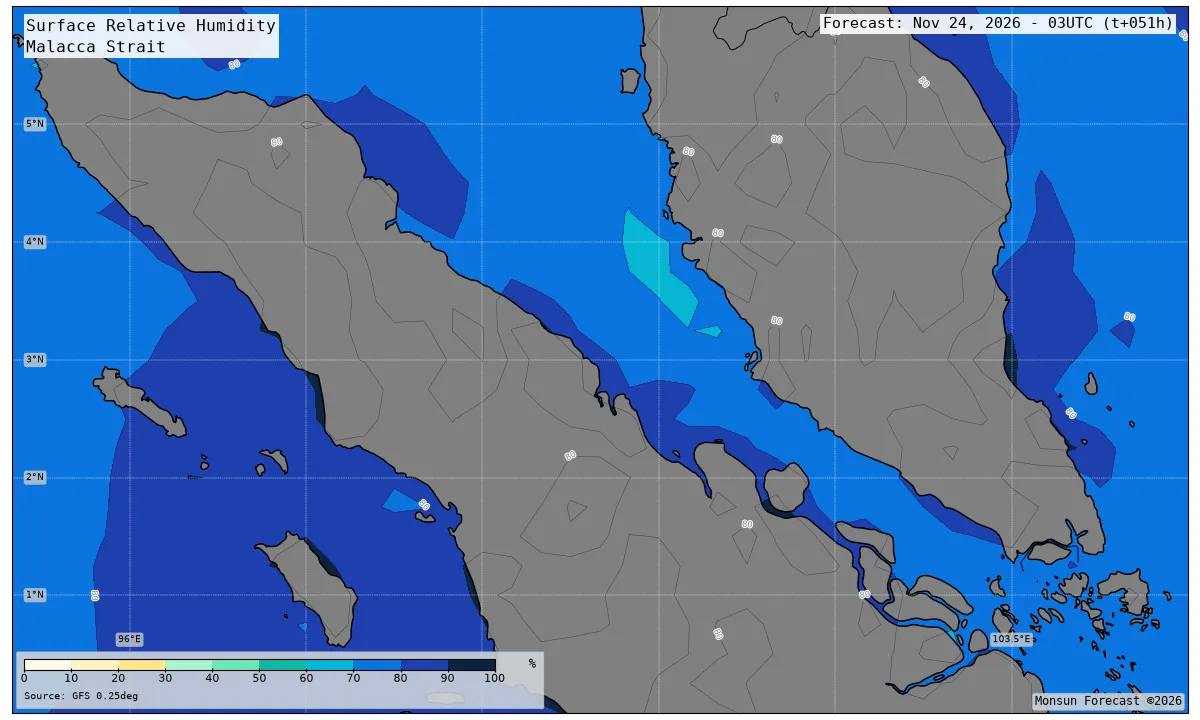 Surface Relative Humidity
Malacca Strait
Forecast: Nov 24, 2026 - 03UTC (t+051h)
80
80
80
80
80
5°N
80
4°N
80
80
80
3°N
80
80
2°N
80
80
80
1°N
80
80
96°E
103.5°E
%
0 10 20 30 40 50 60 70 80 90 100
Source: GFS 0.25deg
Monsun Forecast ©2026